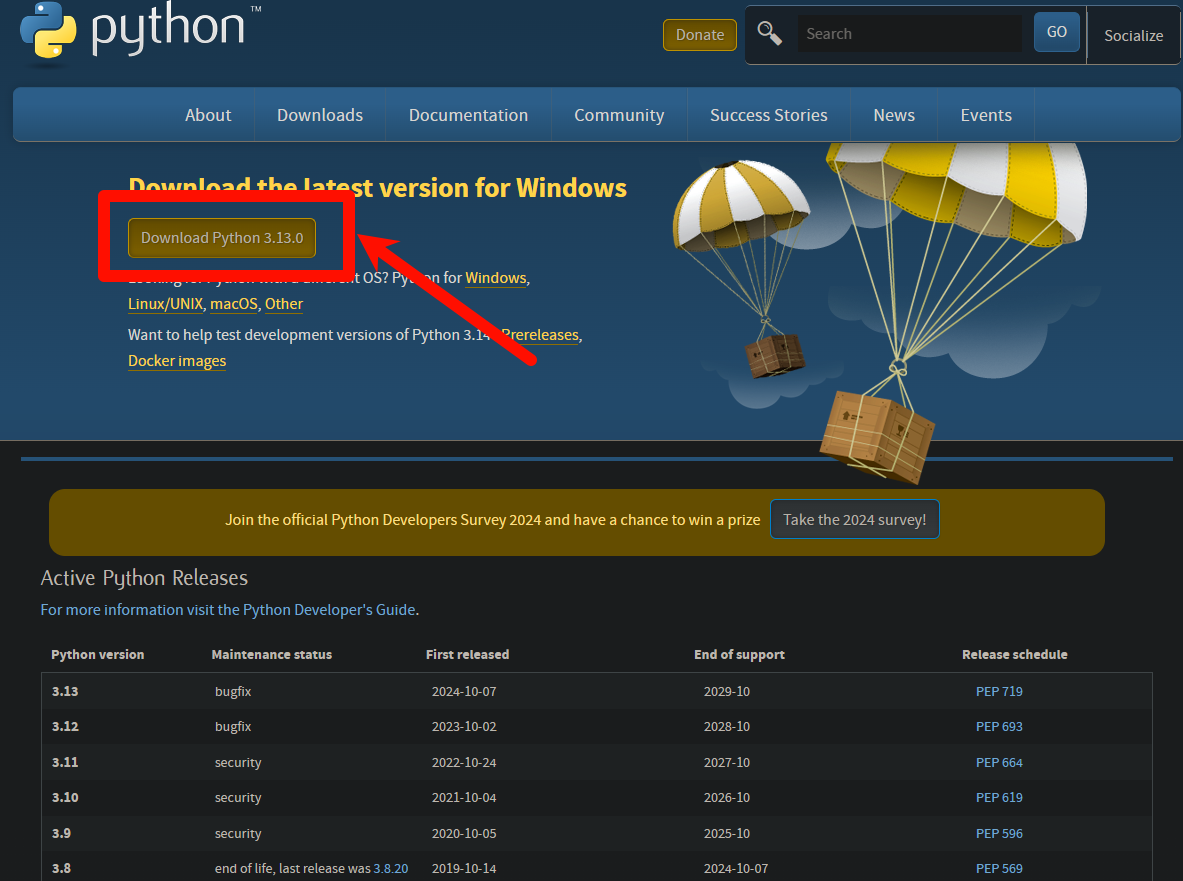 python™
Donate
Search
GO
Socialize
About Downloads Documentation Community Success Stories News Events
Download the latest version for Windows
Download Python 3.13.0
Looking for Python with a different OS? Python for Windows,
Linux/UNIX, macOS, Other
Want to help test development versions of Python 3.14? Prereleases,
Docker images
Join the official Python Developers Survey 2024 and have a chance to win a prize Take the 2024 survey!
Active Python Releases
For more information visit the Python Developer's Guide.
Python version Maintenance status First released End of support Release schedule
3.13 bugfix 2024-10-07 2029-10 PEP 719
3.12 bugfix 2023-10-02 2028-10 PEP 693
3.11 security 2022-10-24 2027-10 PEP 664
3.10 security 2021-10-04 2026-10 PEP 619
3.9 security 2020-10-05 2025-10 PEP 596
3.8 end of life, last release was 3.8.20 2019-10-14 2024-10-07 PEP 569